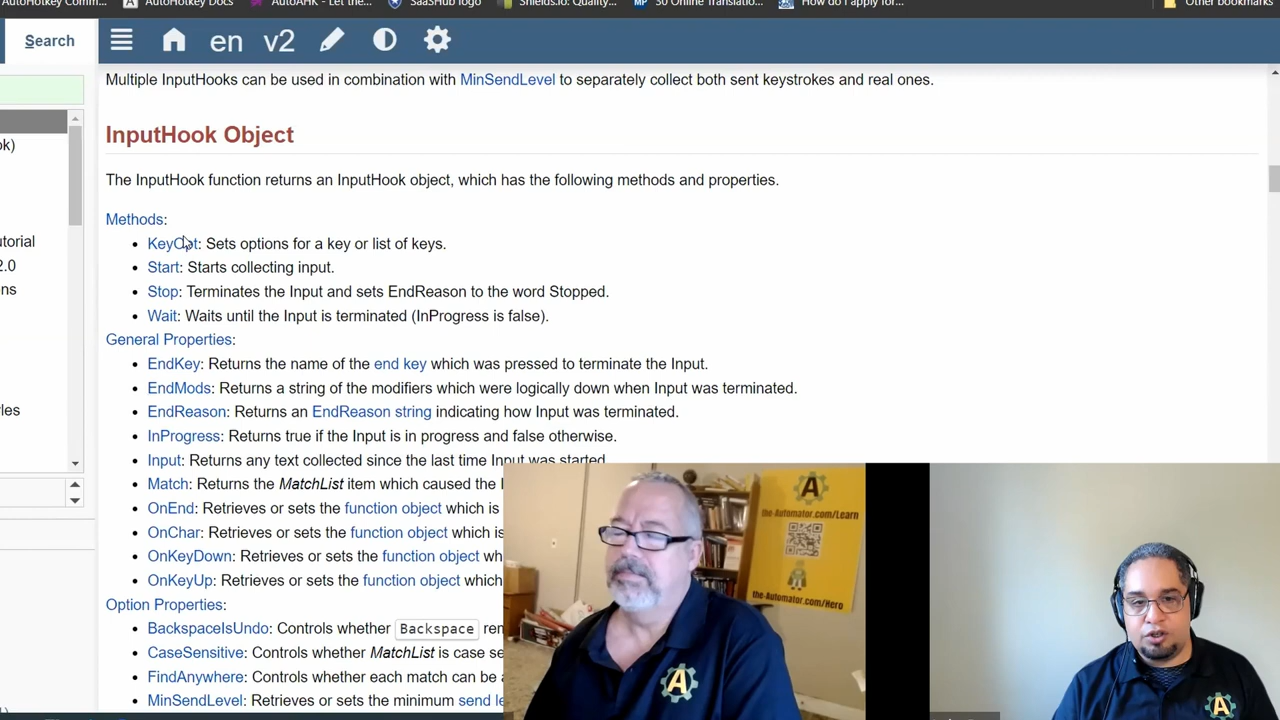 AutoHotkey Comm...
AutoHotkey Docs
AutoAHK - Let the...
SaaSHub logo
Shields.io: Quality...
30 Online Translatio...
How do I apply for...
Other bookmarks
Search
en
v2
Multiple InputHooks can be used in combination with MinSendLevel to separately collect both sent keystrokes and real ones.
ok)
InputHook Object
The InputHook function returns an InputHook object, which has the following methods and properties.
Methods:
utorial
KeyOpt: Sets options for a key or list of keys.
2.0
Start: Starts collecting input.
ns
Stop: Terminates the Input and sets EndReason to the word Stopped.
Wait: Waits until the Input is terminated (InProgress is false).
General Properties:
EndKey: Returns the name of the end key which was pressed to terminate the Input.
EndMods: Returns a string of the modifiers which were logically down when Input was terminated.
yles
EndReason: Returns an EndReason string indicating how Input was terminated.
InProgress: Returns true if the Input is in progress and false otherwise.
Input: Returns any text collected since the last time Input was started.
Match: Returns the MatchList item which caused the I
OnEnd: Retrieves or sets the function object which is
OnChar: Retrieves or sets the function object which is
OnKeyDown: Retrieves or sets the function object wh
OnKeyUp: Retrieves or sets the function object which
Option Properties:
BackspaceIsUndo: Controls whether Backspace ren
CaseSensitive: Controls whether MatchList is case se
FindAnywhere: Controls whether each match can be a
MinSendLevel: Retrieves or sets the minimum send le
A
the-Automator.com/Learn
the-Automator.com/Hero
A
A